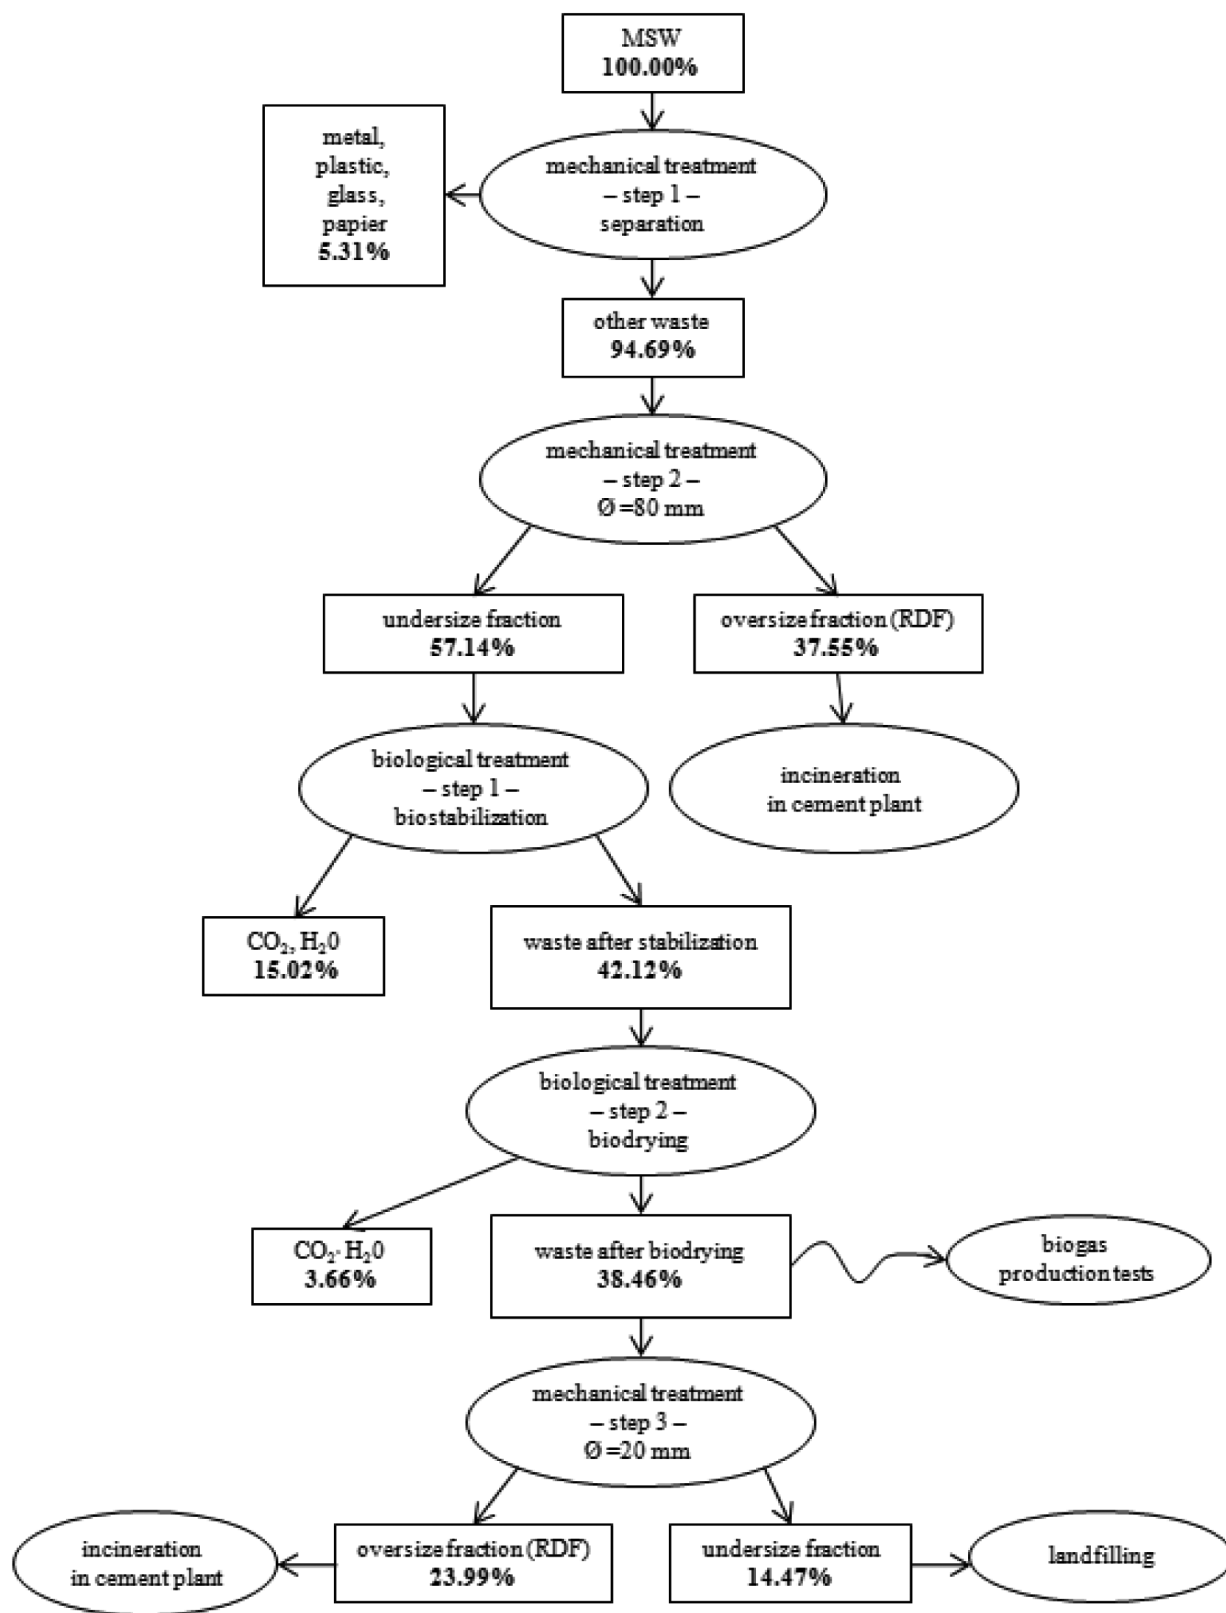 MSW
100.00%
metal,
plastic,
glass,
papier
5.31%
mechanical treatment
– step 1 –
separation
other waste
94.69%
mechanical treatment
– step 2 –
Ø =80 mm
undersize fraction
57.14%
oversize fraction (RDF)
37.55%
biological treatment
– step 1 –
biostabilization
incineration
in cement plant
CO₂, H₂0
15.02%
waste after stabilization
42.12%
biological treatment
– step 2 –
biodrying
CO₂, H₂0
3.66%
waste after biodrying
38.46%
biogas
production tests
mechanical treatment
– step 3 –
Ø =20 mm
incineration
in cement plant
oversize fraction (RDF)
23.99%
undersize fraction
14.47%
landfilling